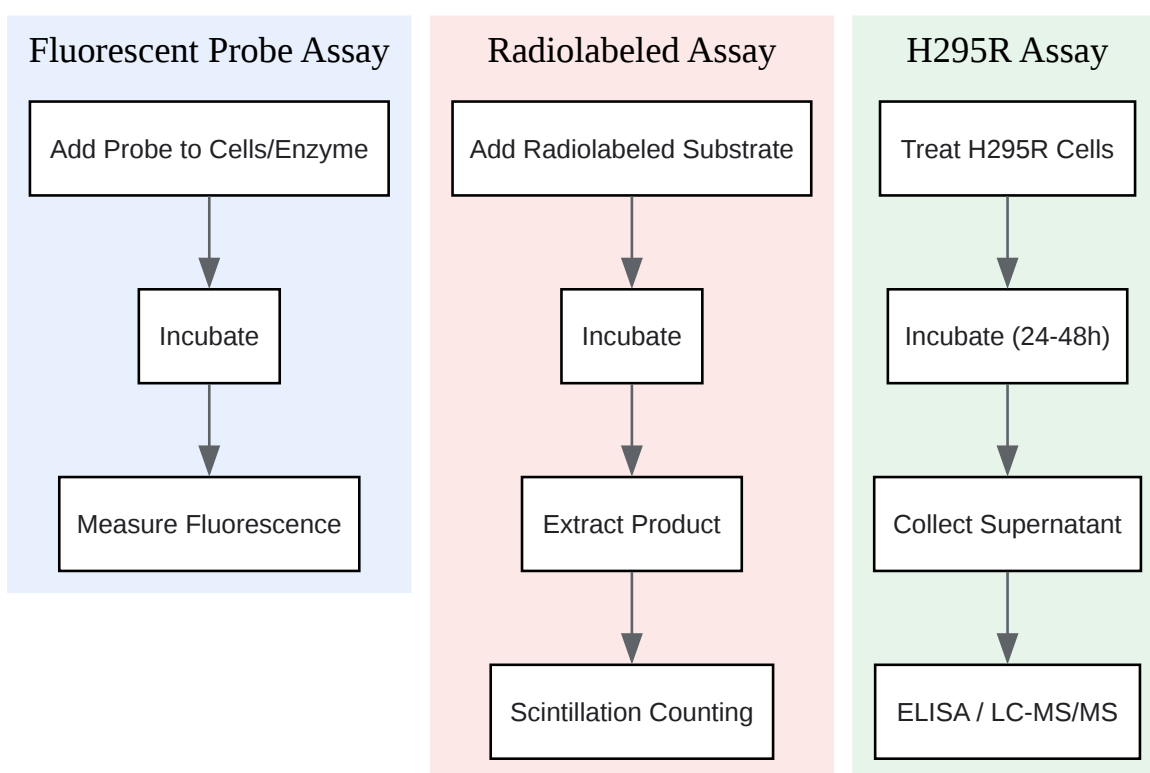 Fluorescent Probe Assay
Add Probe to Cells/Enzyme
Incubate
Measure Fluorescence
Radiolabeled Assay
Add Radiolabeled Substrate
Incubate
Extract Product
Scintillation Counting
H295R Assay
Treat H295R Cells
Incubate (24-48h)
Collect Supernatant
ELISA / LC-MS/MS